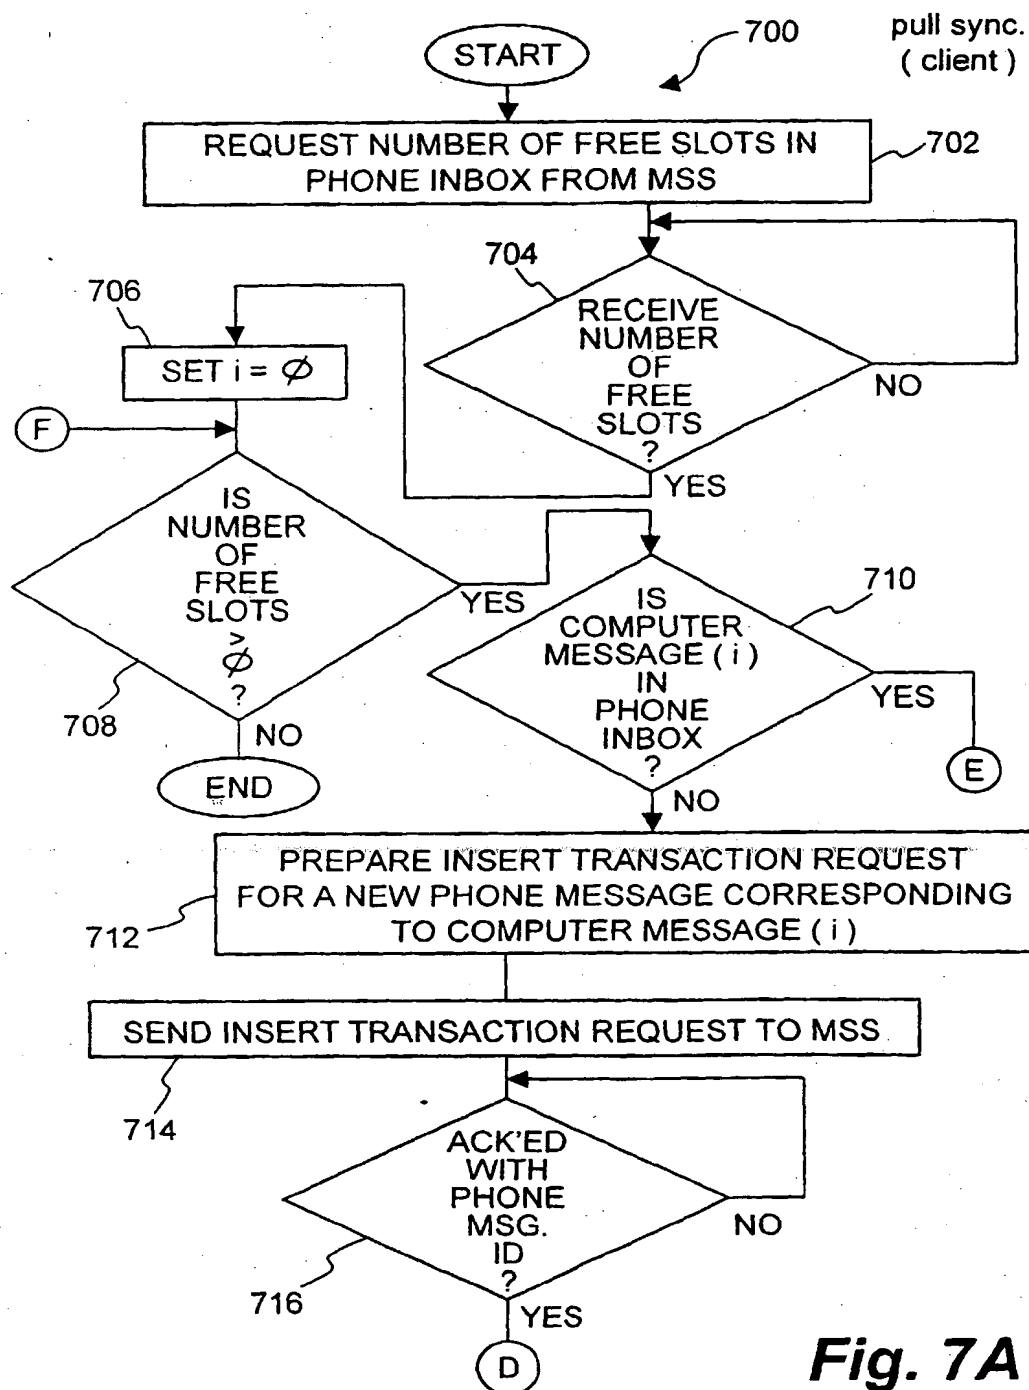 START
700
pull sync.
( client )
REQUEST NUMBER OF FREE SLOTS IN
PHONE INBOX FROM MSS
702
704
RECEIVE
NUMBER
OF
FREE
SLOTS
?
NO
YES
706
SET i = ∅
F
IS
NUMBER
OF
FREE
SLOTS
>
∅
?
YES
708
NO
END
710
IS
COMPUTER
MESSAGE ( i )
IN
PHONE
INBOX
?
YES
E
NO
PREPARE INSERT TRANSACTION REQUEST
FOR A NEW PHONE MESSAGE CORRESPONDING
TO COMPUTER MESSAGE ( i )
712
SEND INSERT TRANSACTION REQUEST TO MSS
714
ACK'ED
WITH
PHONE
MSG.
ID
?
NO
716
YES
D
Fig. 7A